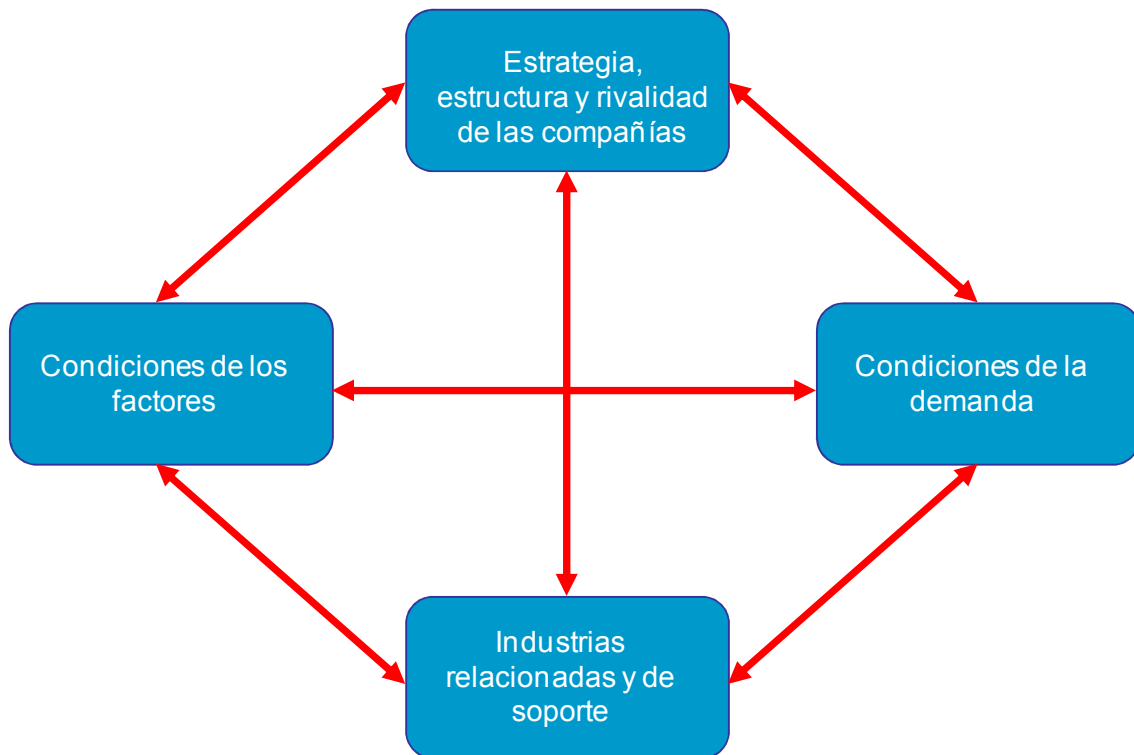 Estrategia,
estructura y rivalidad
de las compañías
Condiciones de los
factores
Condiciones de la
demanda
Industrias
relacionadas y de
soporte